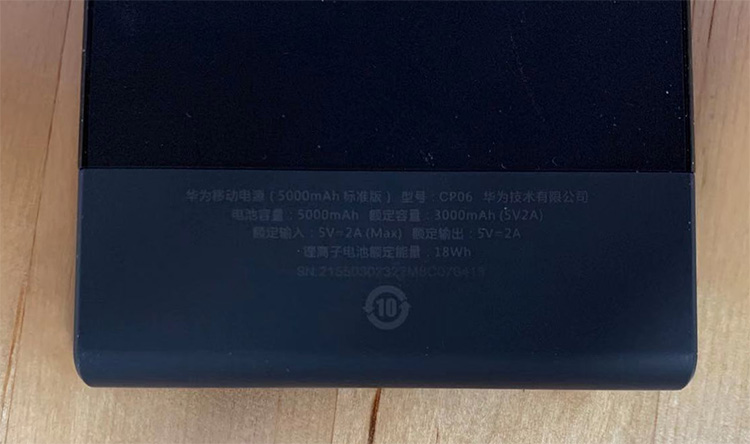 华为移动电源（5000mAh 标准版） 型号：CP06 华为技术有限公司
电池容量：5000mAh 额定容量：3000mAh (5V2A)
额定输入：5V⎓2A (Max) 额定输出：5V⎓2A
锂离子电池额定能量：18Wh
10